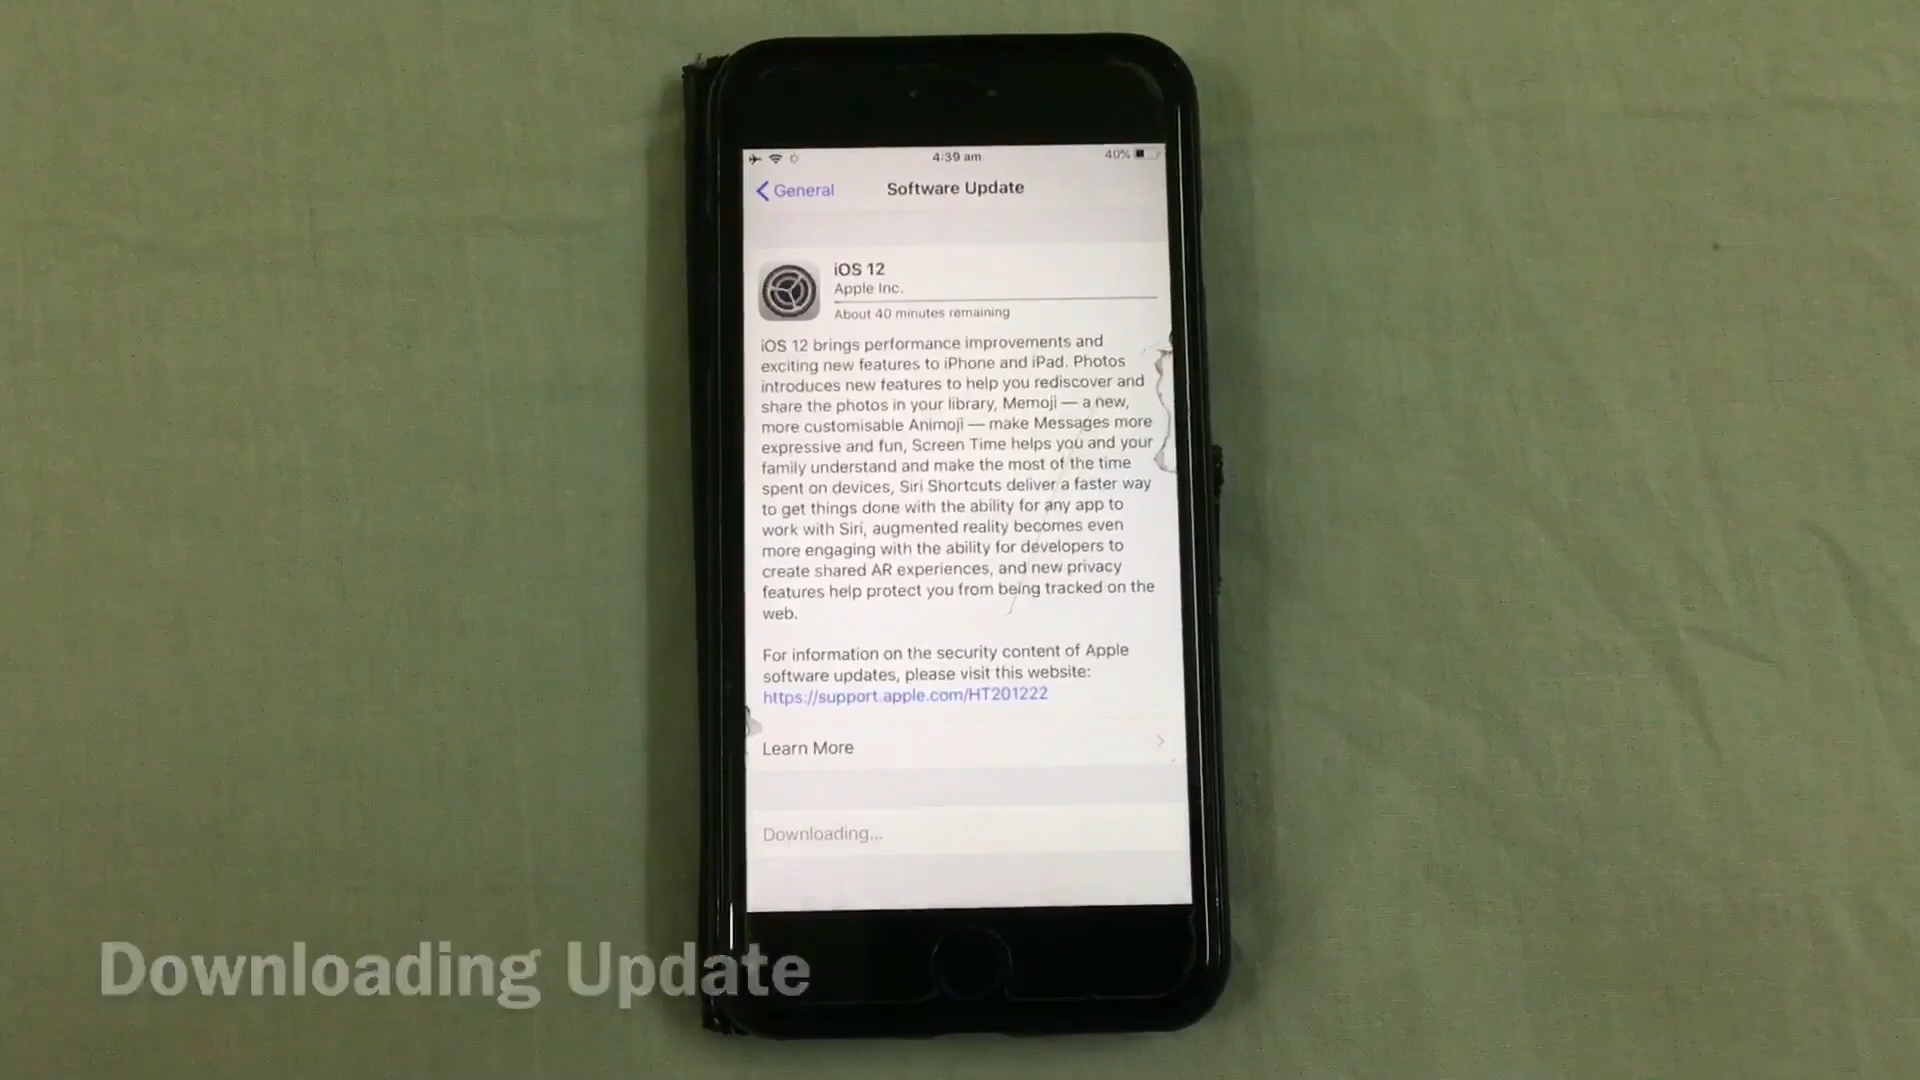 4:39 am
40%
General
Software Update
iOS 12
Apple Inc.
About 40 minutes remaining
iOS 12 brings performance improvements and
exciting new features to iPhone and iPad. Photos
introduces new features to help you rediscover and
share the photos in your library, Memoji — a new,
more customisable Animoji — make Messages more
expressive and fun, Screen Time helps you and your
family understand and make the most of the time
spent on devices, Siri Shortcuts deliver a faster way
to get things done with the ability for any app to
work with Siri, augmented reality becomes even
more engaging with the ability for developers to
create shared AR experiences, and new privacy
features help protect you from being tracked on the
web.
For information on the security content of Apple
software updates, please visit this website:
https://support.apple.com/HT201222
Learn More
Downloading...
Downloading Update